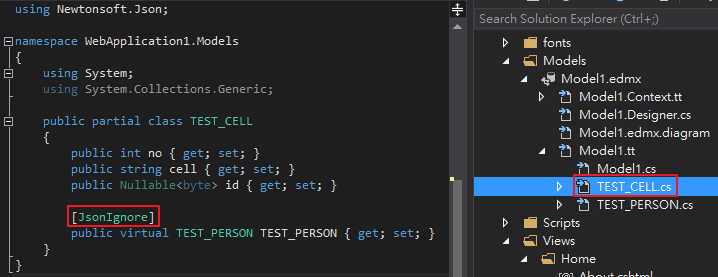 using Newtonsoft.Json;
namespace WebApplication1.Models
{
using System;
using System.Collections.Generic;
public partial class TEST_CELL
{
public int no { get; set; }
public string cell { get; set; }
public Nullable<byte> id { get; set; }
[JsonIgnore]
public virtual TEST_PERSON TEST_PERSON { get; set; }
}
}
Search Solution Explorer (Ctrl+;)
fonts
Models
Model1.edmx
Model1.Context.tt
Model1.Designer.cs
Model1.edmx.diagram
Model1.tt
Model1.cs
TEST_CELL.cs
TEST_PERSON.cs
Scripts
Views
Home
About.cshtml